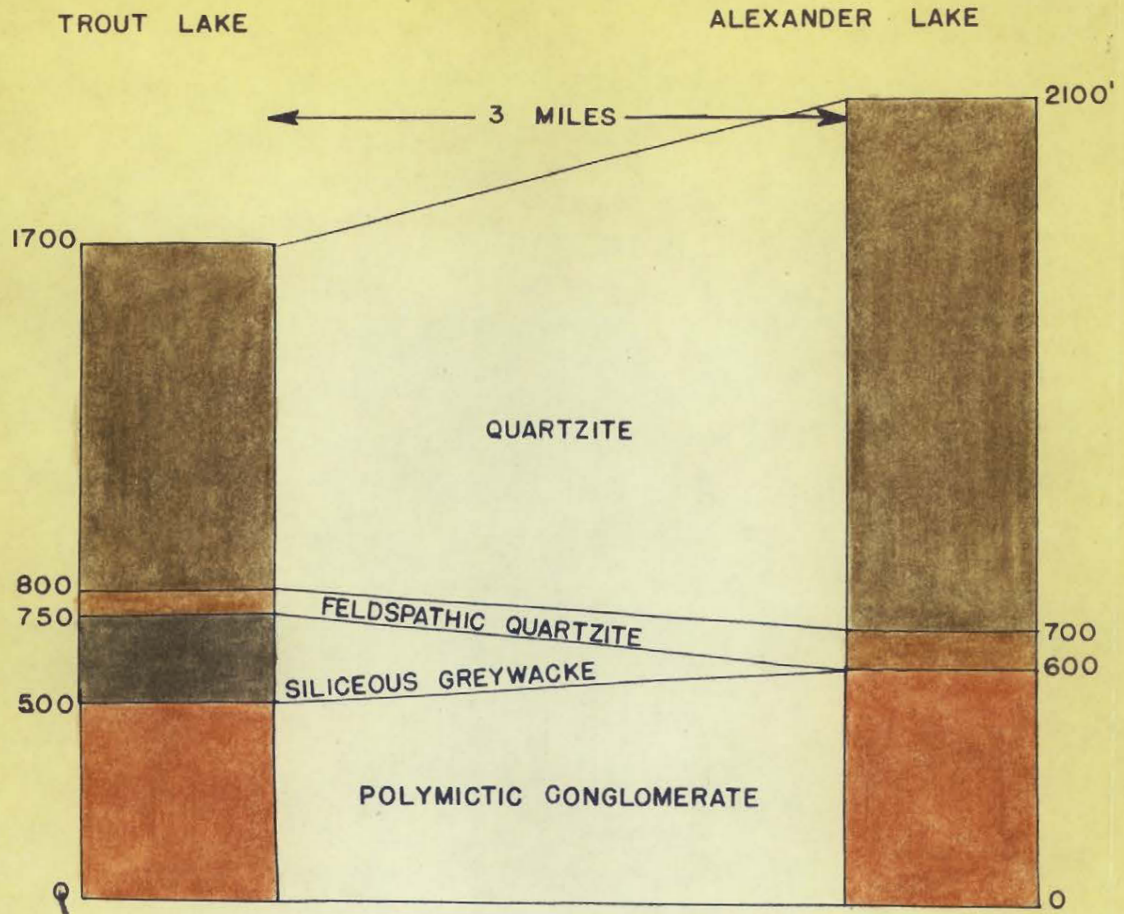 TROUT LAKE
ALEXANDER LAKE
2100'
3 MILES
1700
QUARTZITE
800
FELDSPATHIC QUARTZITE
750
700
600
SILICEOUS GREYWACKE
500
POLYMICTIC CONGLOMERATE
0
0